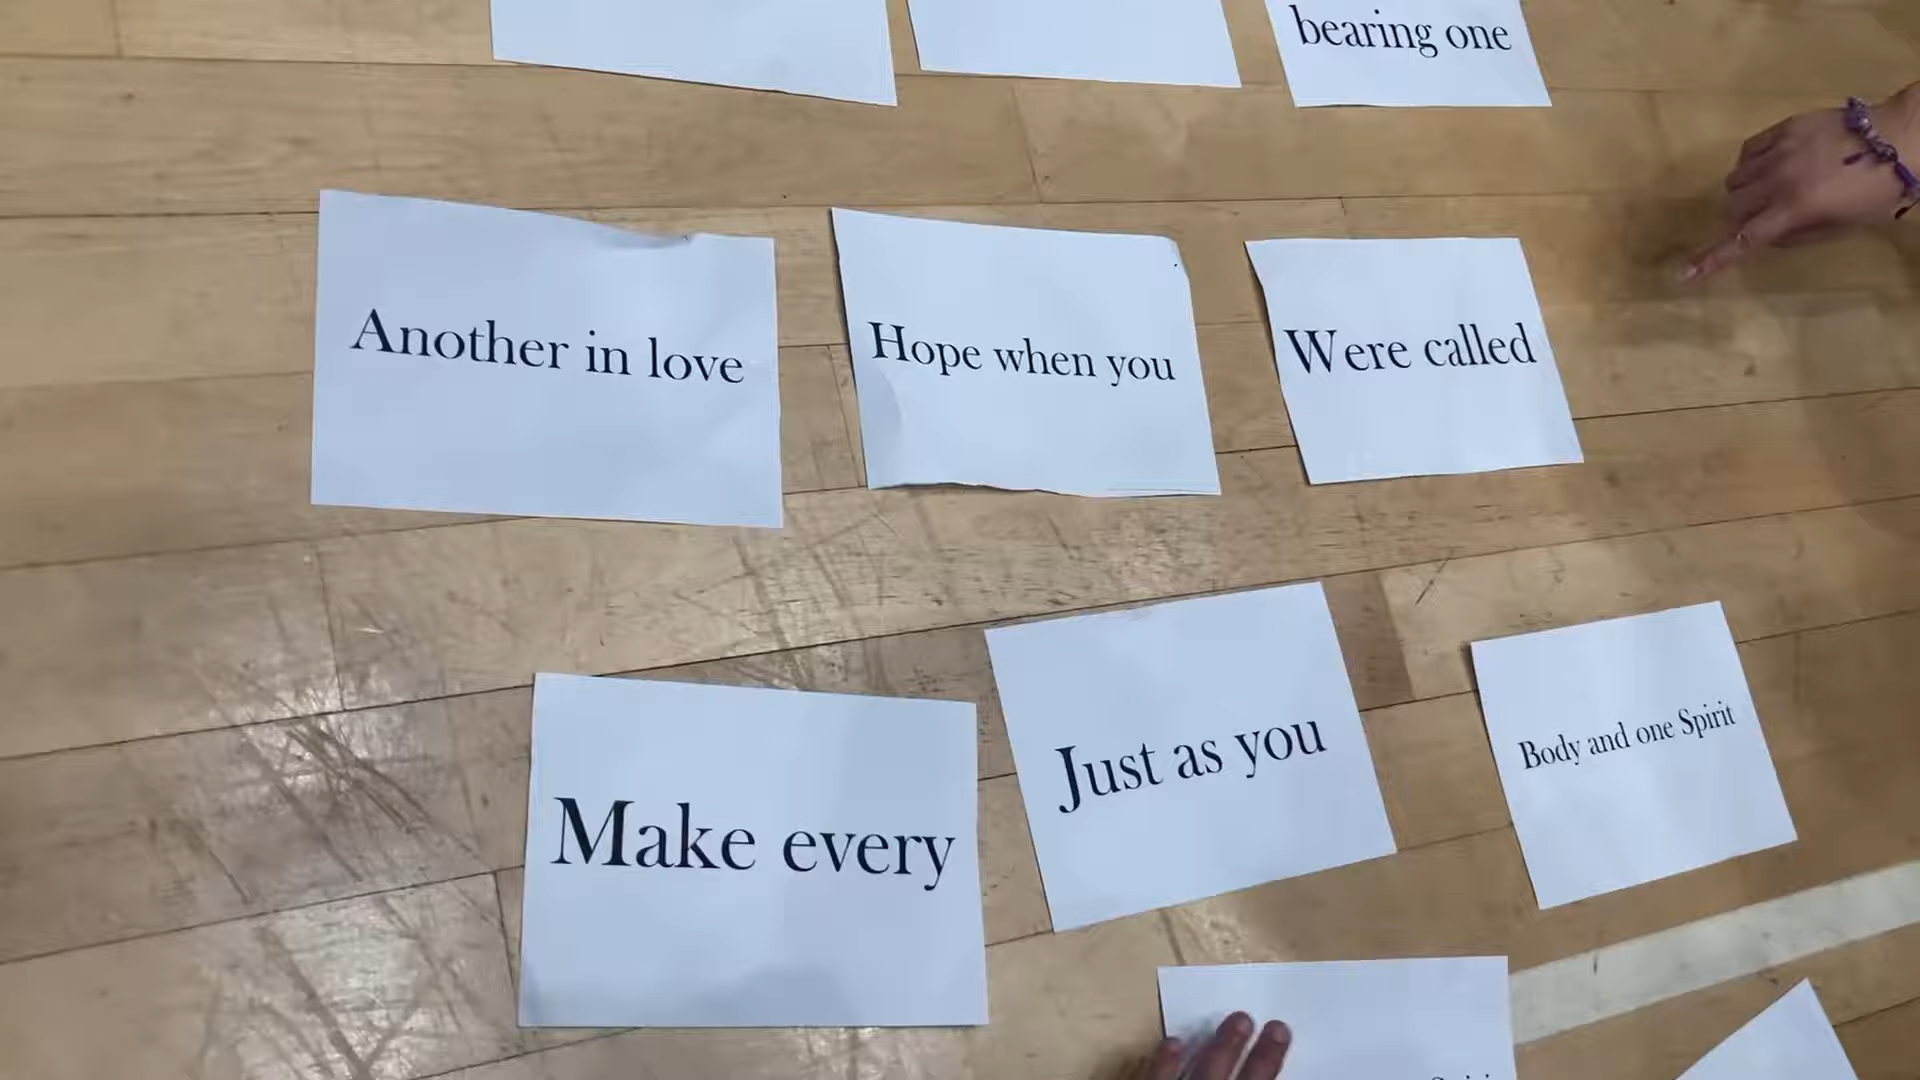 bearing one
Another in love
Hope when you
Were called
Make every
Just as you
Body and one Spirit